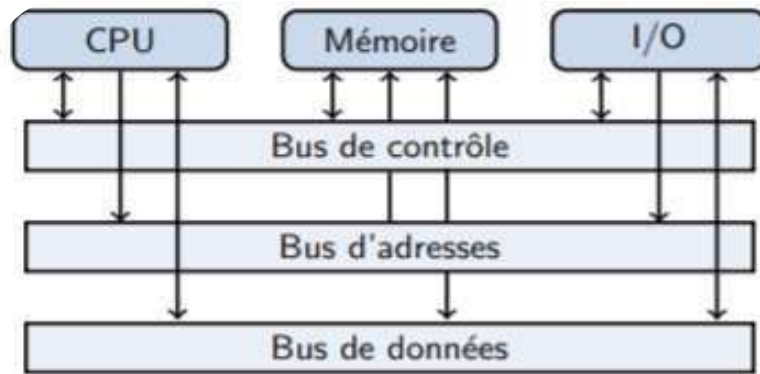 CPU
Mémoire
I/O
Bus de contrôle
Bus d'adresses
Bus de données